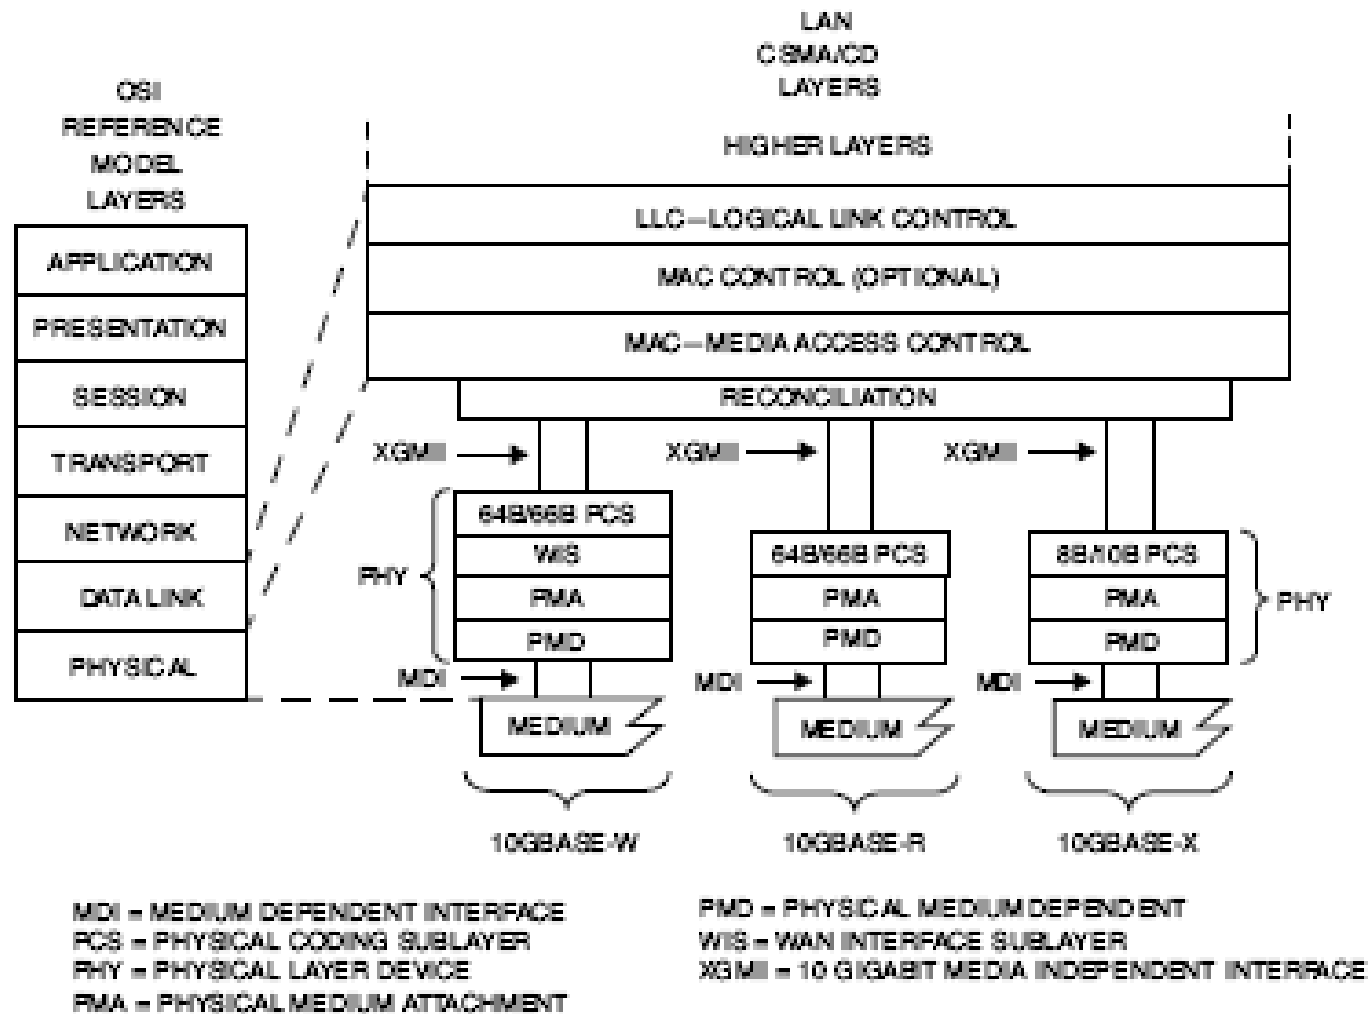 LAN
CSMA/CD
LAYERS
OSI
REFERENCE
MODEL
LAYERS
HIGHER LAYERS
LLC—LOGICAL LINK CONTROL
MAC CONTROL (OPTIONAL)
MAC—MEDIA ACCESS CONTROL
RECONCILIATION
APPLICATION
PRESENTATION
SESSION
TRANSPORT
NETWORK
DATA LINK
PHYSICAL
XGMII
XGMII
XGMII
PHY
64B/66B PCS
WIS
PMA
PMD
64B/66B PCS
PMA
PMD
8B/10B PCS
PMA
PMD
PHY
MDI
MDI
MDI
MEDIUM
MEDIUM
MEDIUM
10GBASE-W
10GBASE-R
10GBASE-X
MDI = MEDIUM DEPENDENT INTERFACE
PCS = PHYSICAL CODING SUBLAYER
PHY = PHYSICAL LAYER DEVICE
PMA = PHYSICAL MEDIUM ATTACHMENT
PMD = PHYSICAL MEDIUM DEPENDENT
WIS = WAN INTERFACE SUBLAYER
XGMII = 10 GIGABIT MEDIA INDEPENDENT INTERFACE